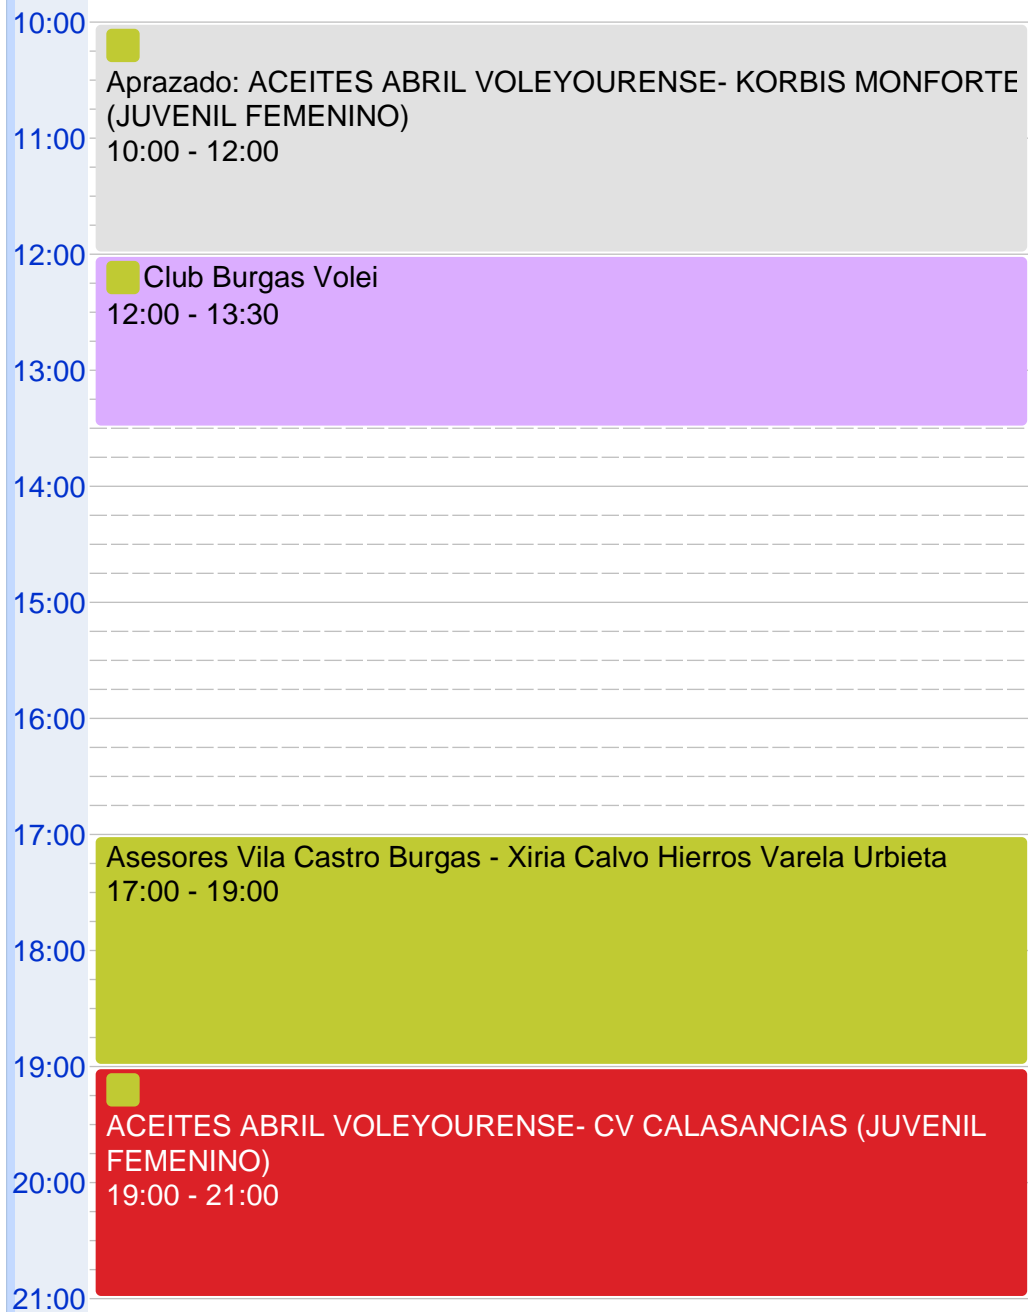 10:00
Aprazado: ACEITES ABRIL VOLEYOURENSE- KORBIS MONFORTE
(JUVENIL FEMENINO)
11:00
10:00 - 12:00
12:00
Club Burgas Volei
12:00 - 13:30
13:00
14:00
15:00
16:00
17:00
Asesores Vila Castro Burgas - Xiria Calvo Hierros Varela Urbieta
17:00 - 19:00
18:00
19:00
ACEITES ABRIL VOLEYOURENSE- CV CALASANCIAS (JUVENIL
FEMENINO)
20:00
19:00 - 21:00
21:00